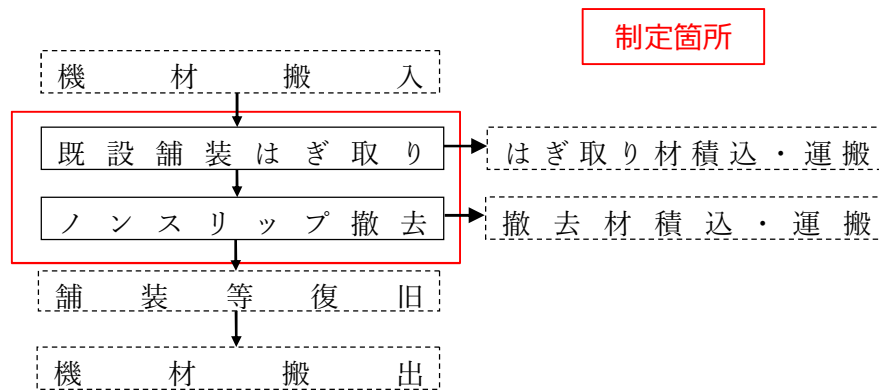 制定箇所
機材搬入
既設舗装はぎ取り
はぎ取り材積込・運搬
ノンスリップ撤去
撤去材積込・運搬
舗装等復旧
機材搬出